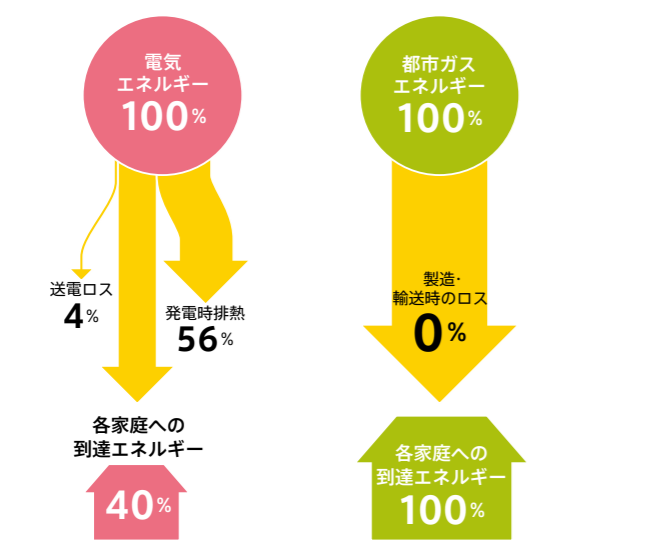 電気
エネルギー
100%
送電ロス
4%
発電時排熱
56%
各家庭への
到達エネルギー
40%
都市ガス
エネルギー
100%
製造・
輸送時のロス
0%
各家庭への
到達エネルギー
100%